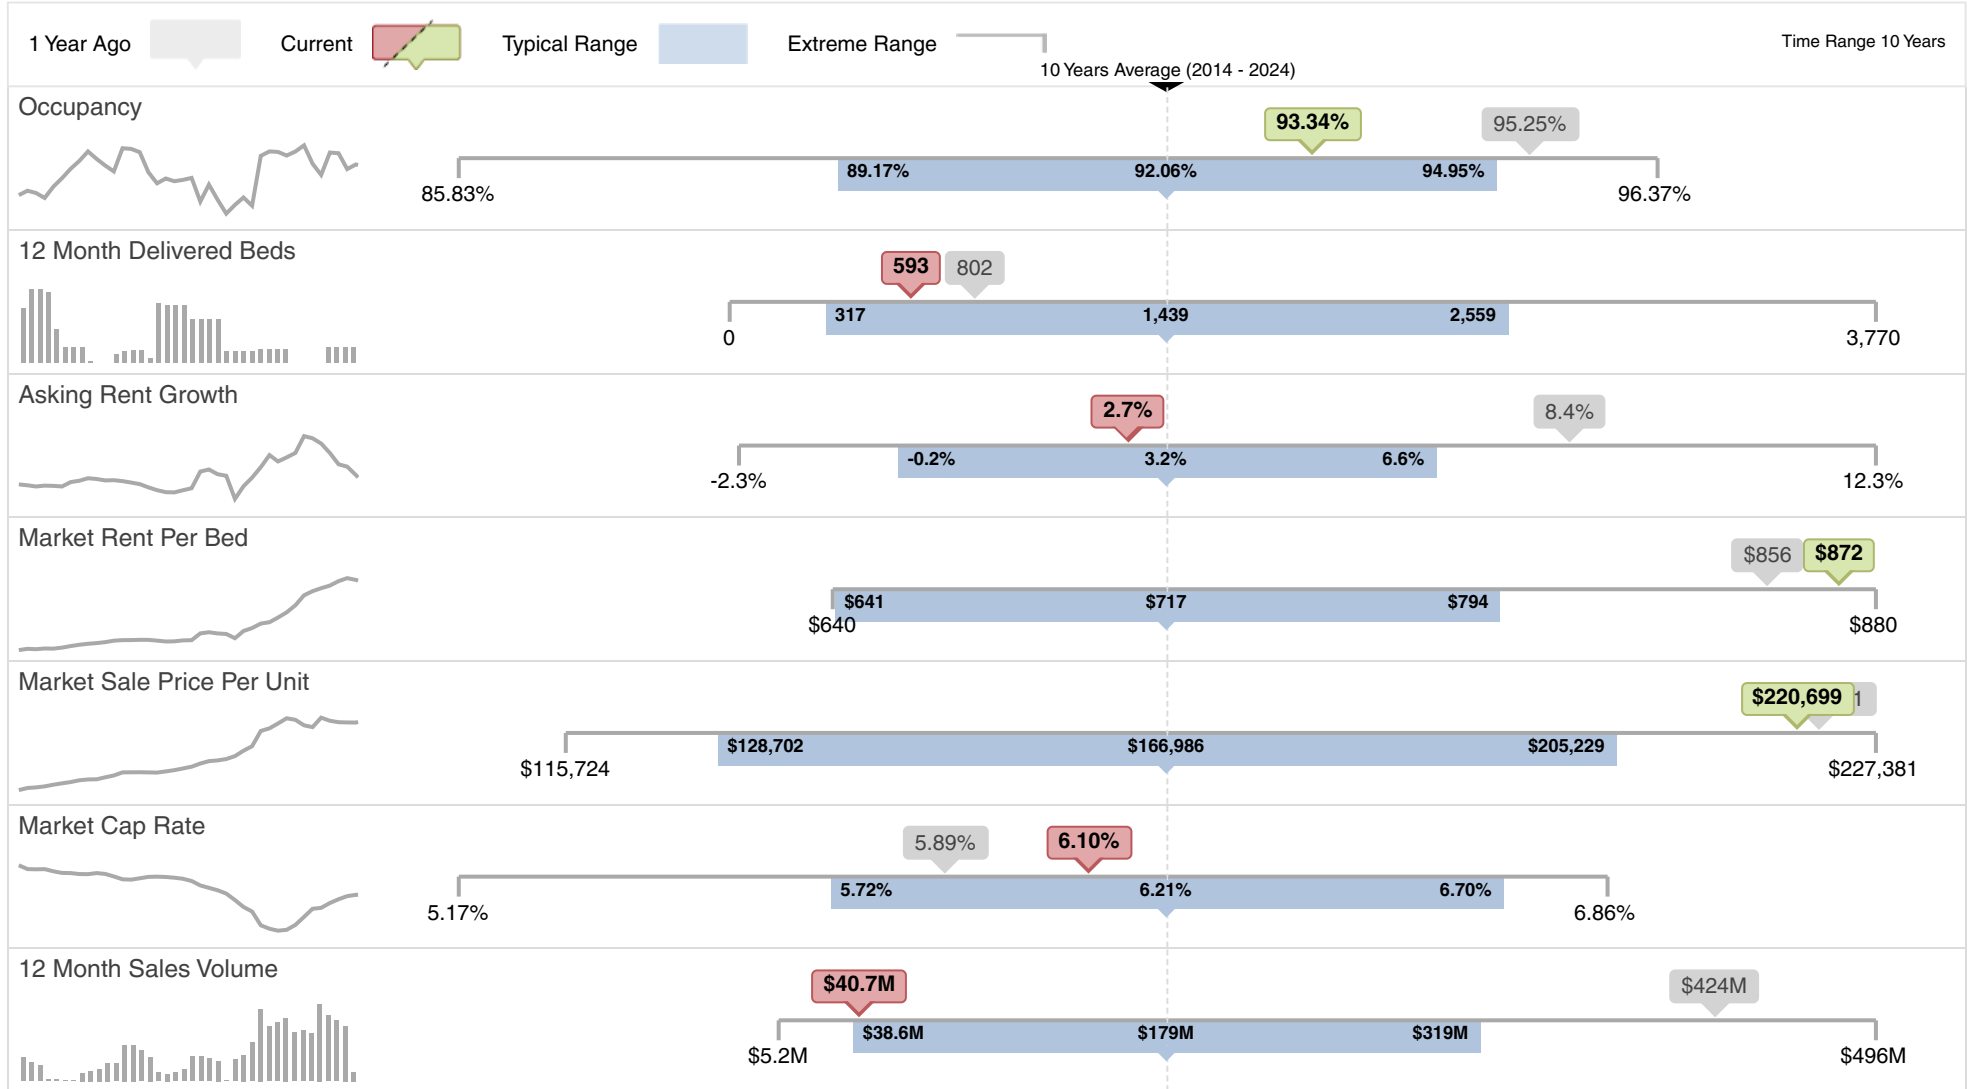 1 Year Ago
Current
Typical Range
Extreme Range
Time Range 10 Years
10 Years Average (2014 - 2024)
Occupancy
93.34%
95.25%
89.17%
92.06%
94.95%
85.83%
96.37%
12 Month Delivered Beds
593
802
317
1,439
2,559
0
3,770
Asking Rent Growth
2.7%
8.4%
-0.2%
3.2%
6.6%
-2.3%
12.3%
Market Rent Per Bed
$856
$872
$641
$717
$794
$640
$880
Market Sale Price Per Unit
$220,699
$128,702
$166,986
$205,229
$115,724
$227,381
Market Cap Rate
5.89%
6.10%
5.72%
6.21%
6.70%
5.17%
6.86%
12 Month Sales Volume
$40.7M
$424M
$38.6M
$179M
$319M
$5.2M
$496M